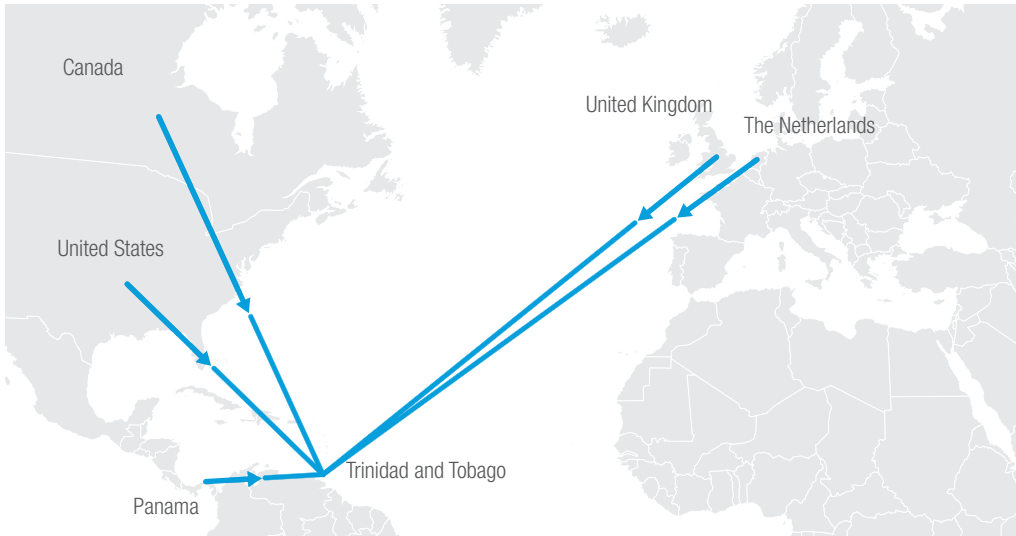 Canada
United Kingdom
The Netherlands
United States
Trinidad and Tobago
Panama